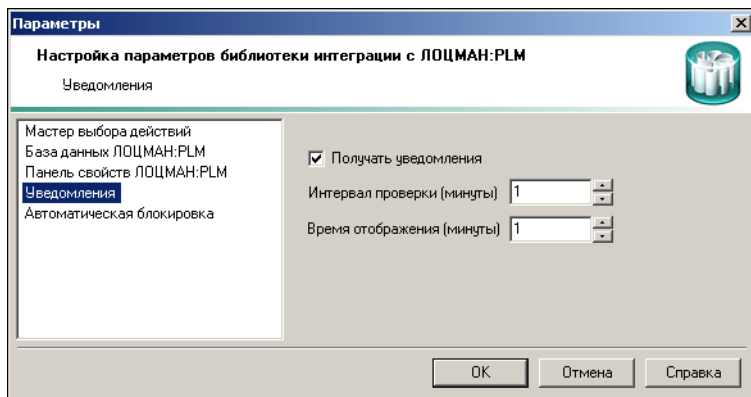 Параметры
Настройка параметров библиотеки интеграции с ЛОЦМАН:PLM
Уведомления
Мастер выбора действий
База данных ЛОЦМАН:PLM
Панель свойств ЛОЦМАН:PLM
Уведомления
Автоматическая блокировка
Получать уведомления
Интервал проверки (минуты) 1
Время отображения (минуты) 1
OK Отмена Справка